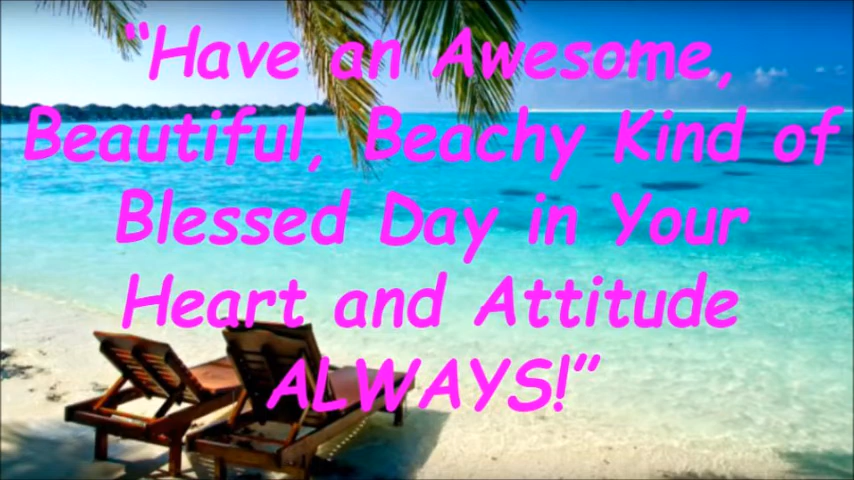 “Have an Awesome,
Beautiful, Beachy Kind of
Blessed Day in Your
Heart and Attitude
ALWAYS!”